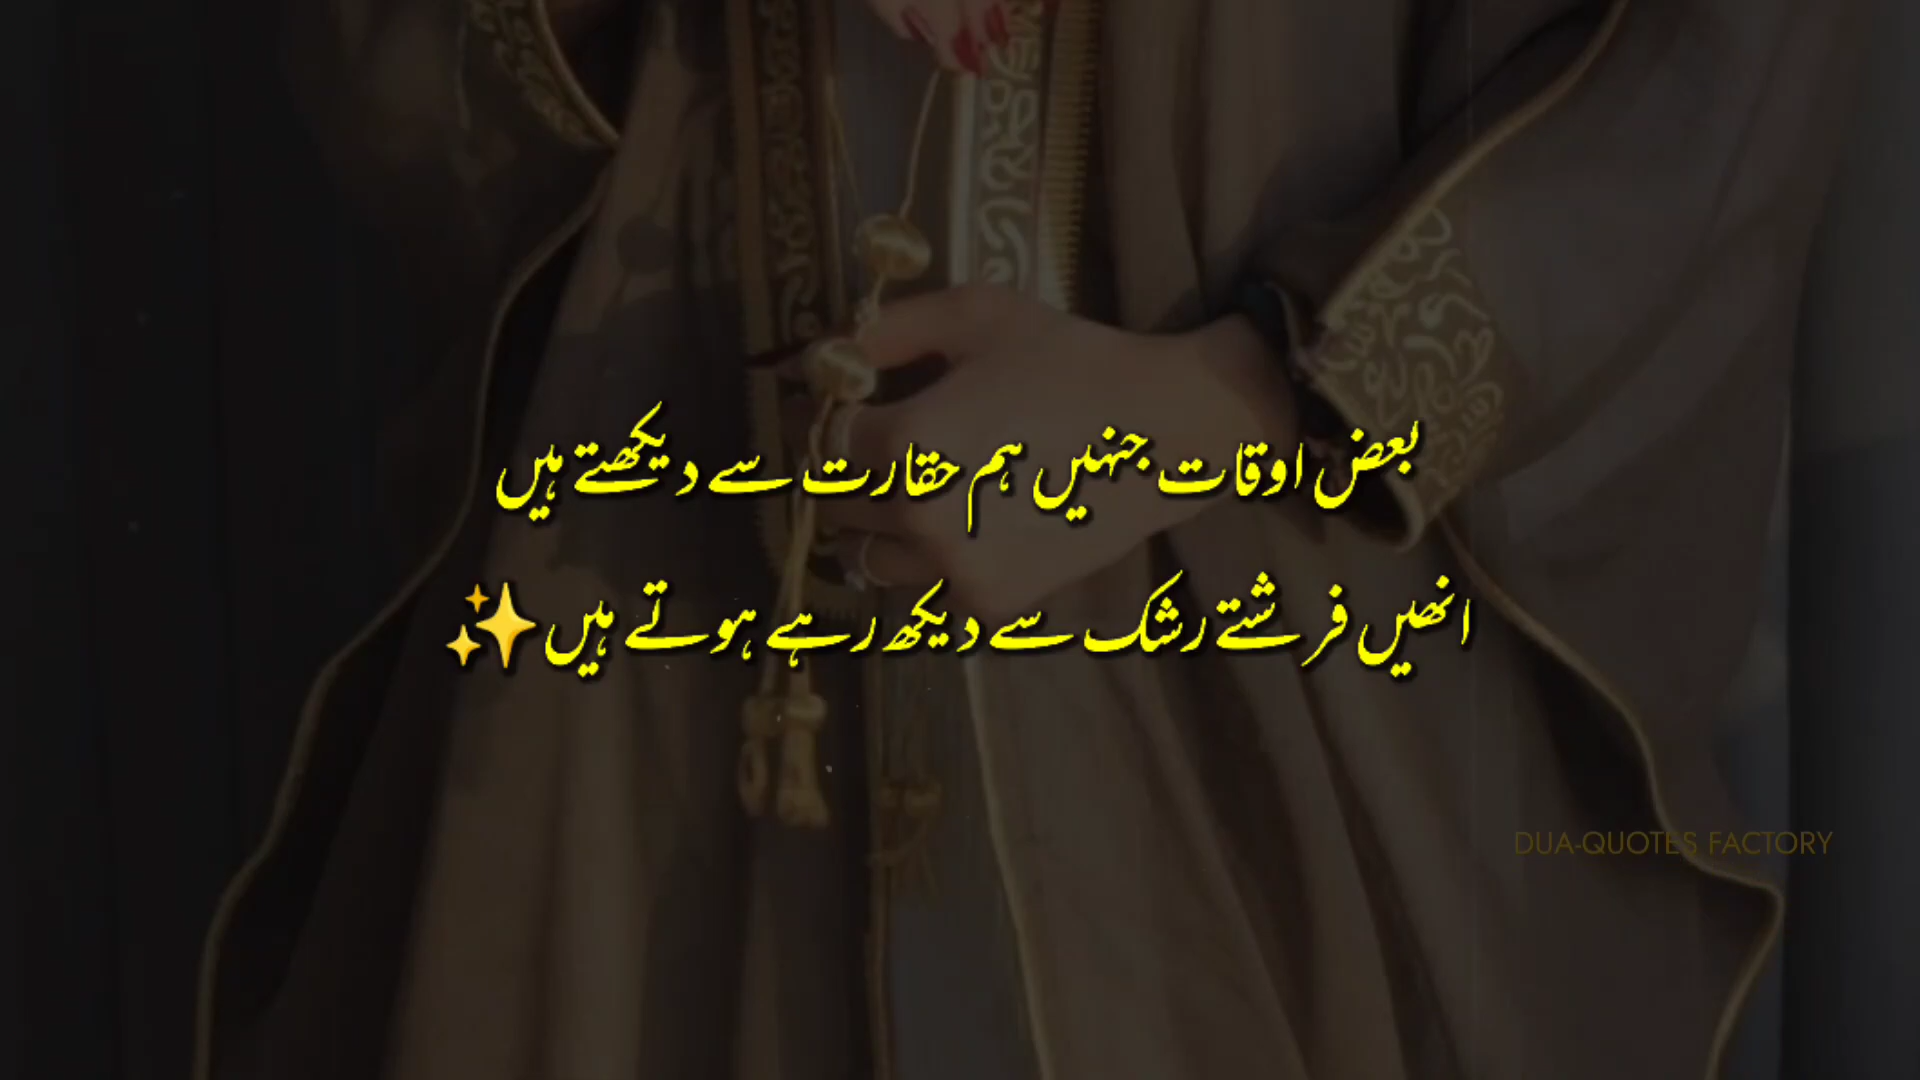 بعض اوقات جنہیں ہم حقارت سے دیکھتے ہیں
انھیں فرشتے رشک سے دیکھ رہے ہوتے ہیں✨
DUA-QUOTES FACTORY